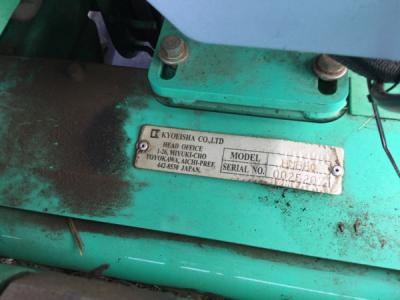 KYOEISHA CO.,LTD
HEAD OFFICE
1-26, MIYUKI-CHO
TOYOKAWA, AICHI-PREF.
442-8530 JAPAN.
MODEL
SERIAL NO.